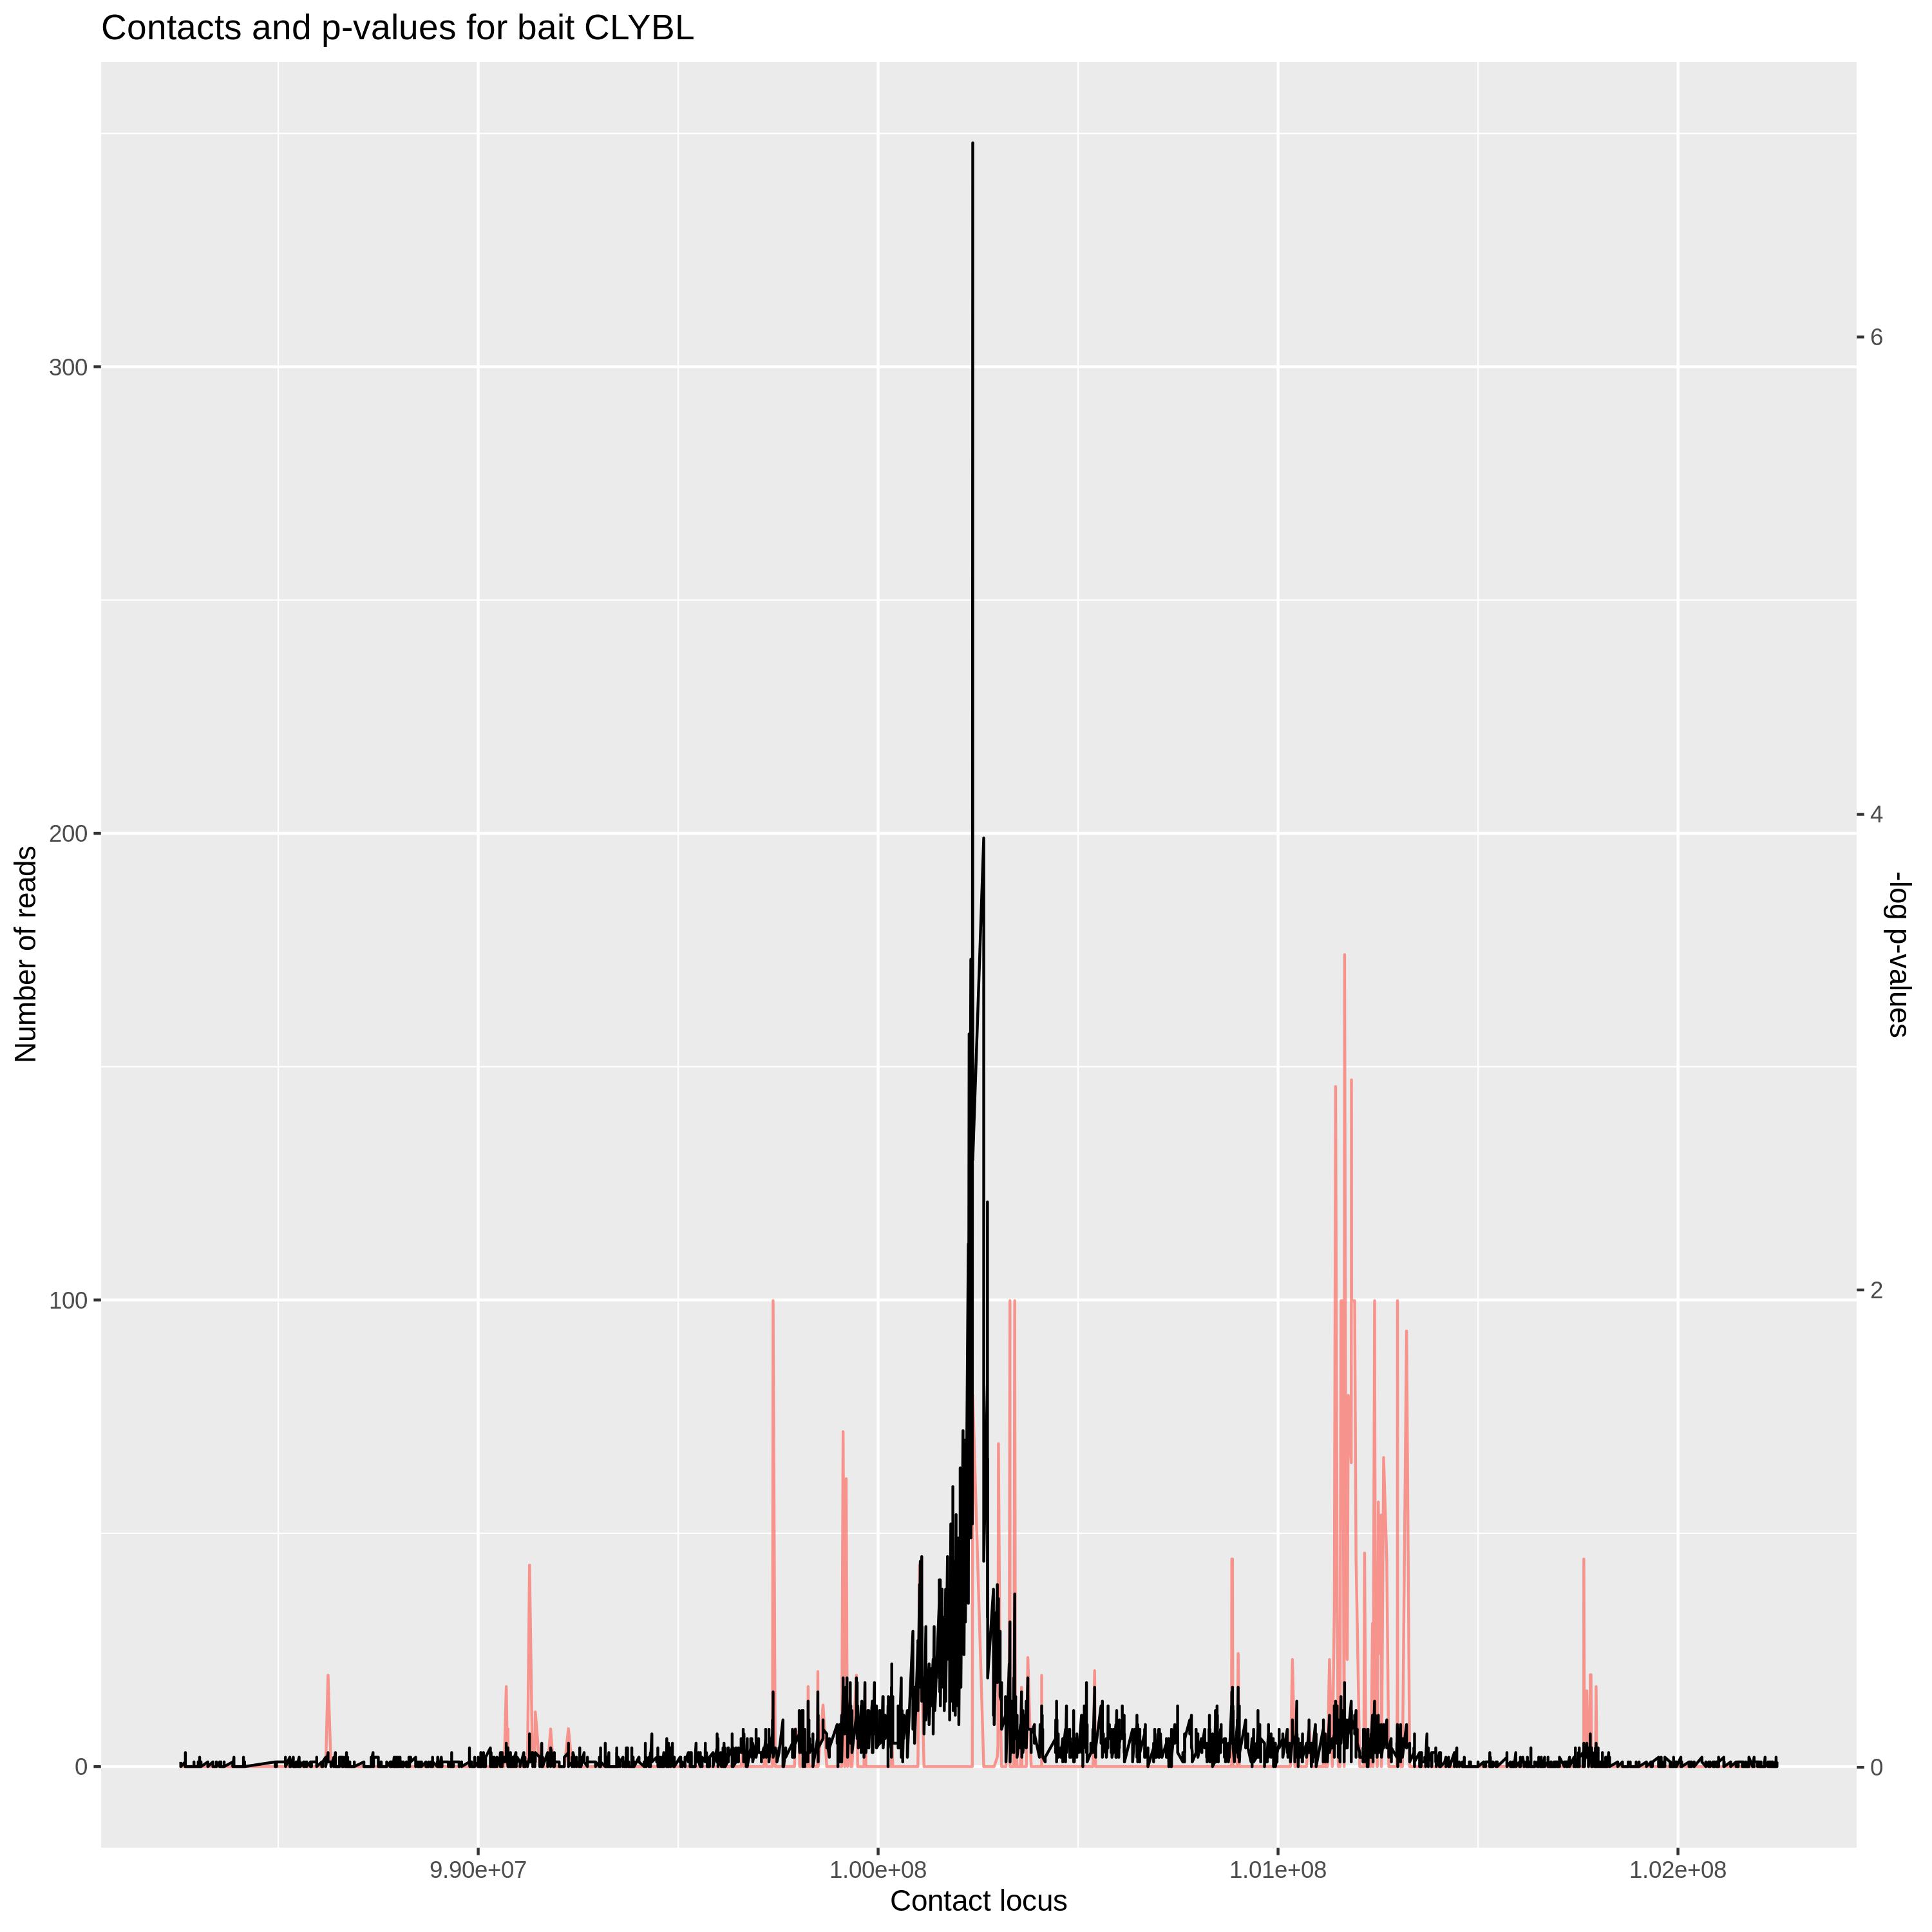 Contacts and p-values for bait CLYBL
300
200
100
0
6
4
2
0
Number of reads
-log p-values
9.90e+07
1.00e+08
1.01e+08
1.02e+08
Contact locus